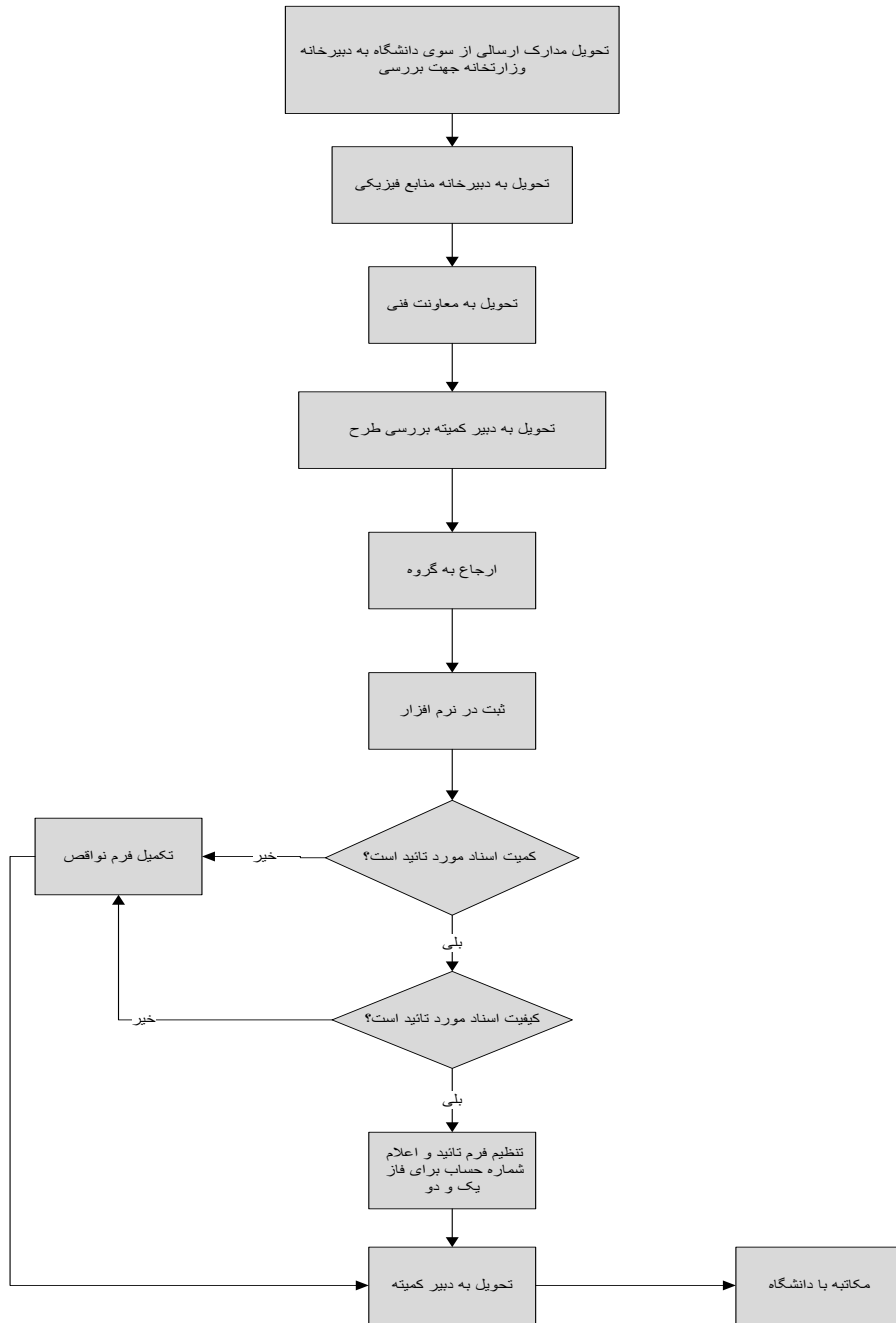 تحویل مدارک ارسالی از سوی دانشگاه به دبیرخانه
وزارتخانه جهت بررسی
تحویل به دبیرخانه منابع فیزیکی
تحویل به معاونت فنی
تحویل به دبیر کمیته بررسی طرح
ارجاع به گروه
ثبت در نرم افزار
کمیت اسناد مورد تائید است؟
خیر
تکمیل فرم نواقص
بلی
کیفیت اسناد مورد تائید است؟
خیر
بلی
تنظیم فرم تائید و اعلام
شماره حساب برای فاز
یک و دو
تحویل به دبیر کمیته
مکاتبه با دانشگاه